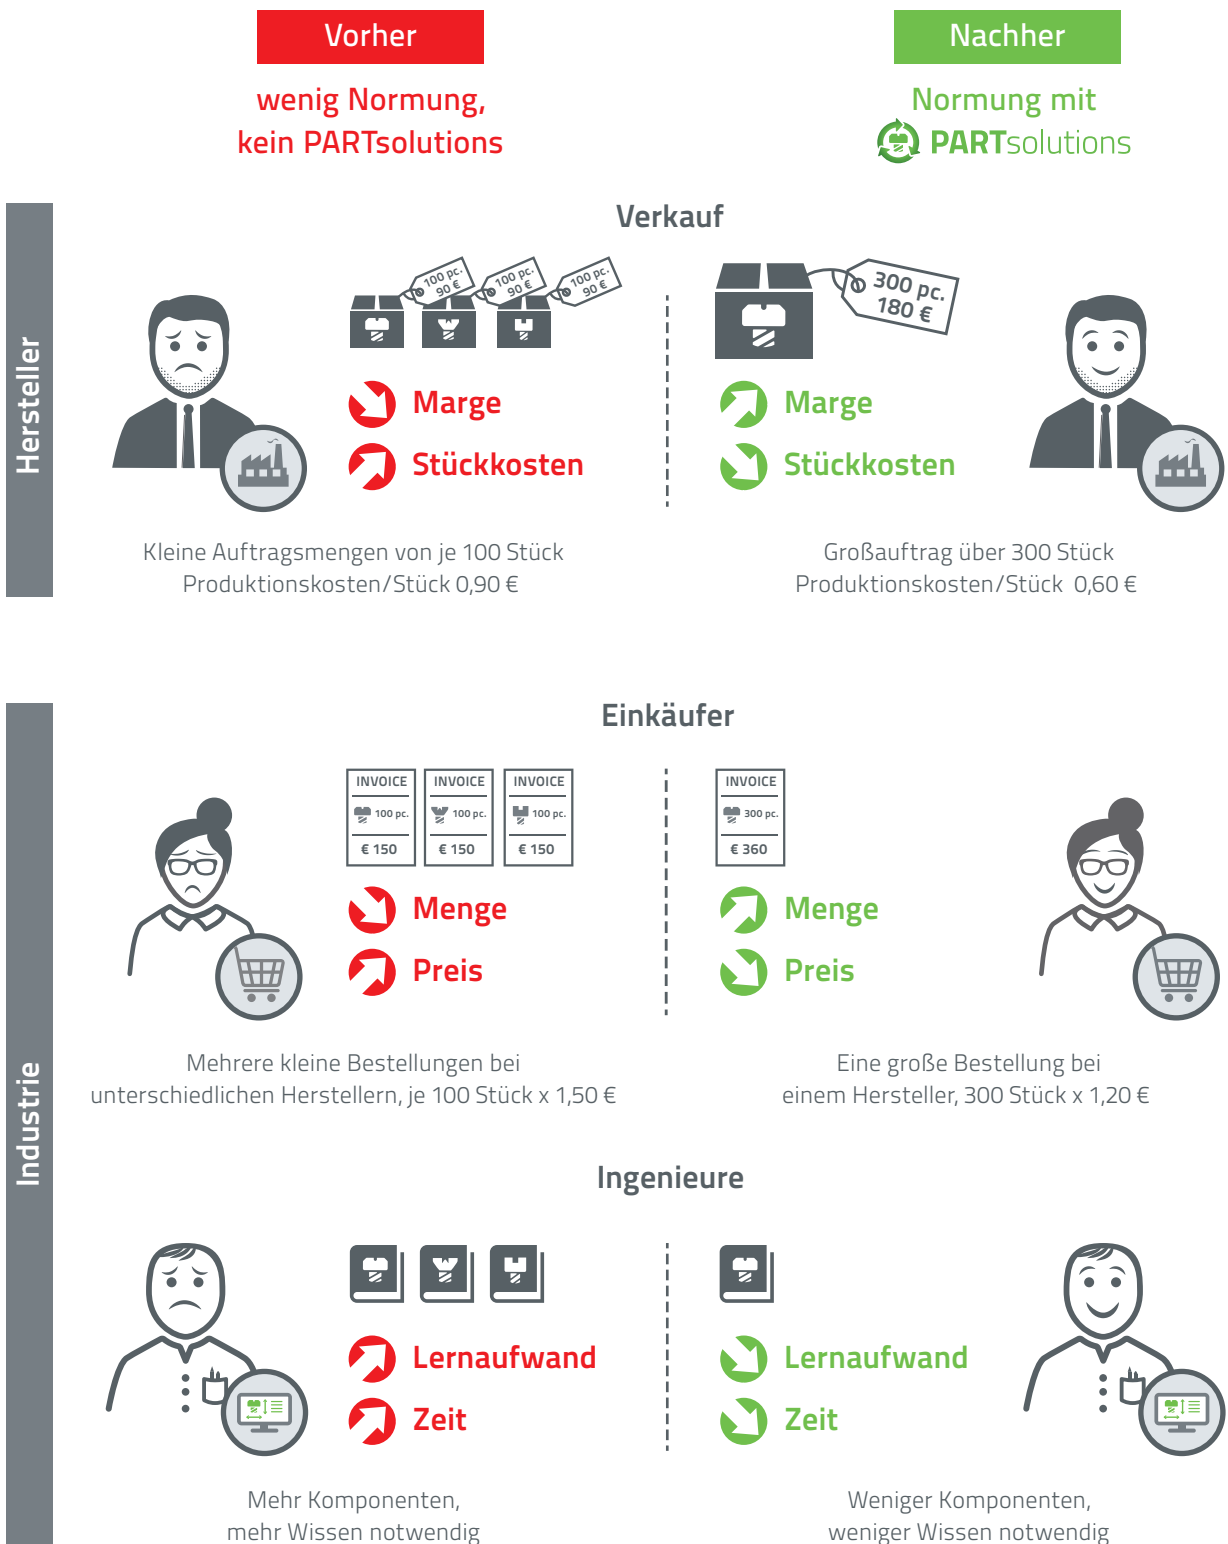 Vorher
wenig Normung,
kein PARTsolutions
Nachher
Normung mit
PARTsolutions
Hersteller
Verkauf
100 pc.
90 €
100 pc.
90 €
100 pc.
90 €
Marge
Stückkosten
Kleine Auftragsmengen von je 100 Stück
Produktionskosten/Stück 0,90 €
300 pc.
180 €
Marge
Stückkosten
Großauftrag über 300 Stück
Produktionskosten/Stück 0,60 €
Industrie
Einkäufer
INVOICE
100 pc.
€ 150
INVOICE
100 pc.
€ 150
INVOICE
100 pc.
€ 150
Menge
Preis
Mehrere kleine Bestellungen bei
unterschiedlichen Herstellern, je 100 Stück x 1,50 €
INVOICE
300 pc.
€ 360
Menge
Preis
Eine große Bestellung bei
einem Hersteller, 300 Stück x 1,20 €
Ingenieure
Lernaufwand
Zeit
Mehr Komponenten,
mehr Wissen notwendig
Lernaufwand
Zeit
Weniger Komponenten,
weniger Wissen notwendig